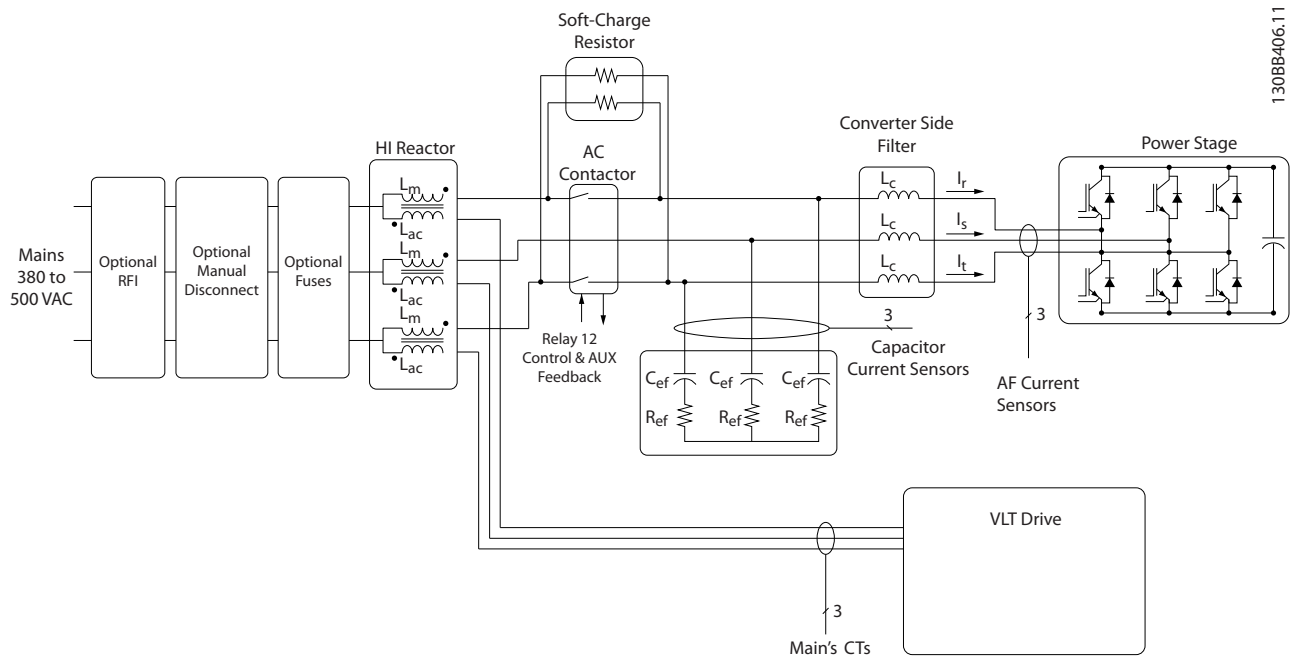 130BB406.11
Soft-Charge
Resistor
Converter Side
Filter
Power Stage
HI Reactor
AC
Contactor
Lm
Lac
Lm
Lac
Lm
Lac
Lc
Lc
Lc
Ir
Is
It
Mains
380 to
500 VAC
Optional
RFI
Optional
Manual
Disconnect
Optional
Fuses
Relay 12
Control & AUX
Feedback
3
Capacitor
Current Sensors
3
AF Current
Sensors
Cef
Cef
Cef
Ref
Ref
Ref
VLT Drive
3
Main's CTs